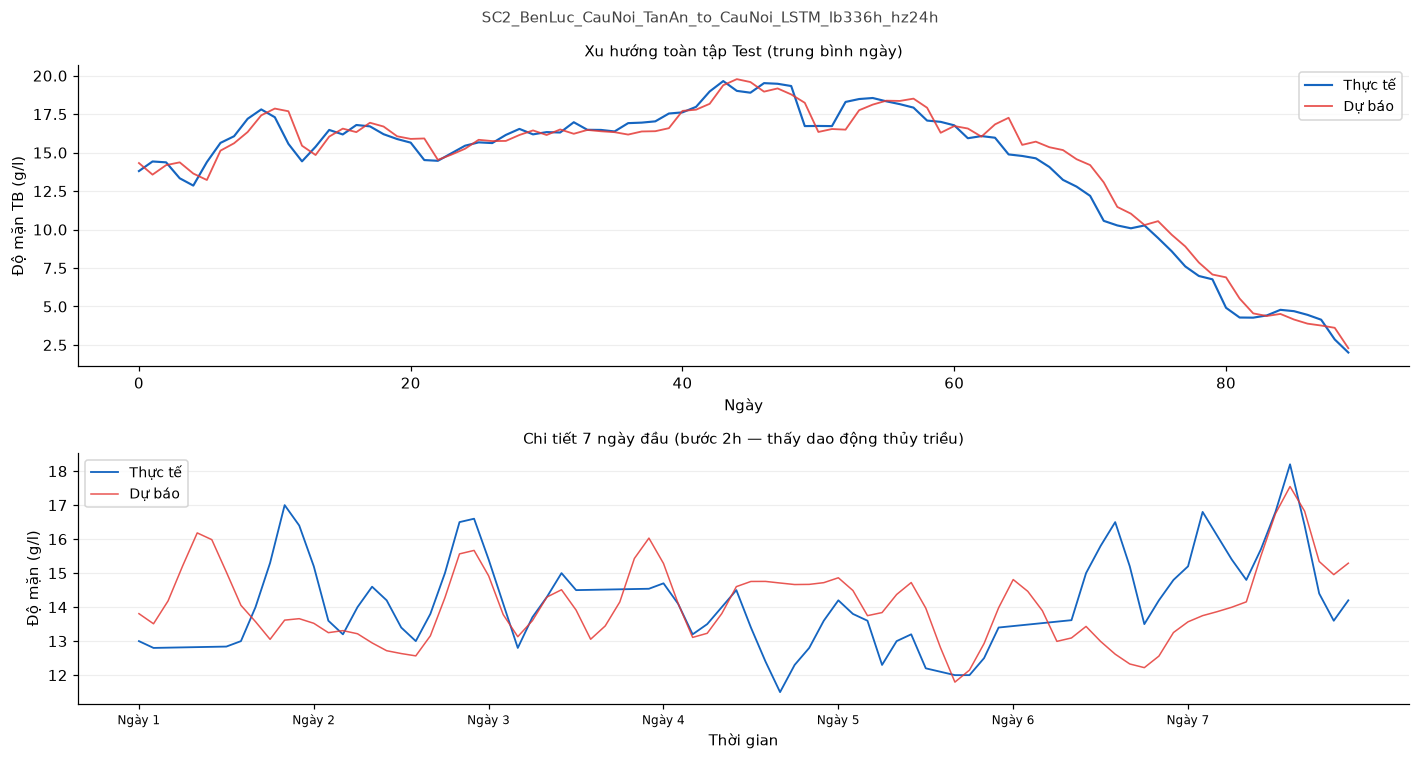 SC2_BenLuc_CauNoi_TanAn_to_CauNoi_LSTM_lb336h_hz24h
Xu hướng toàn tập Test (trung bình ngày)
Độ mặn TB (g/l)
20.0
17.5
15.0
12.5
10.0
7.5
5.0
2.5
Thực tế
Dự báo
0
20
40
60
80
Ngày
Chi tiết 7 ngày đầu (bước 2h — thấy dao động thủy triều)
Độ mặn (g/l)
18
17
16
15
14
13
12
Thực tế
Dự báo
Ngày 1
Ngày 2
Ngày 3
Ngày 4
Ngày 5
Ngày 6
Ngày 7
Thời gian